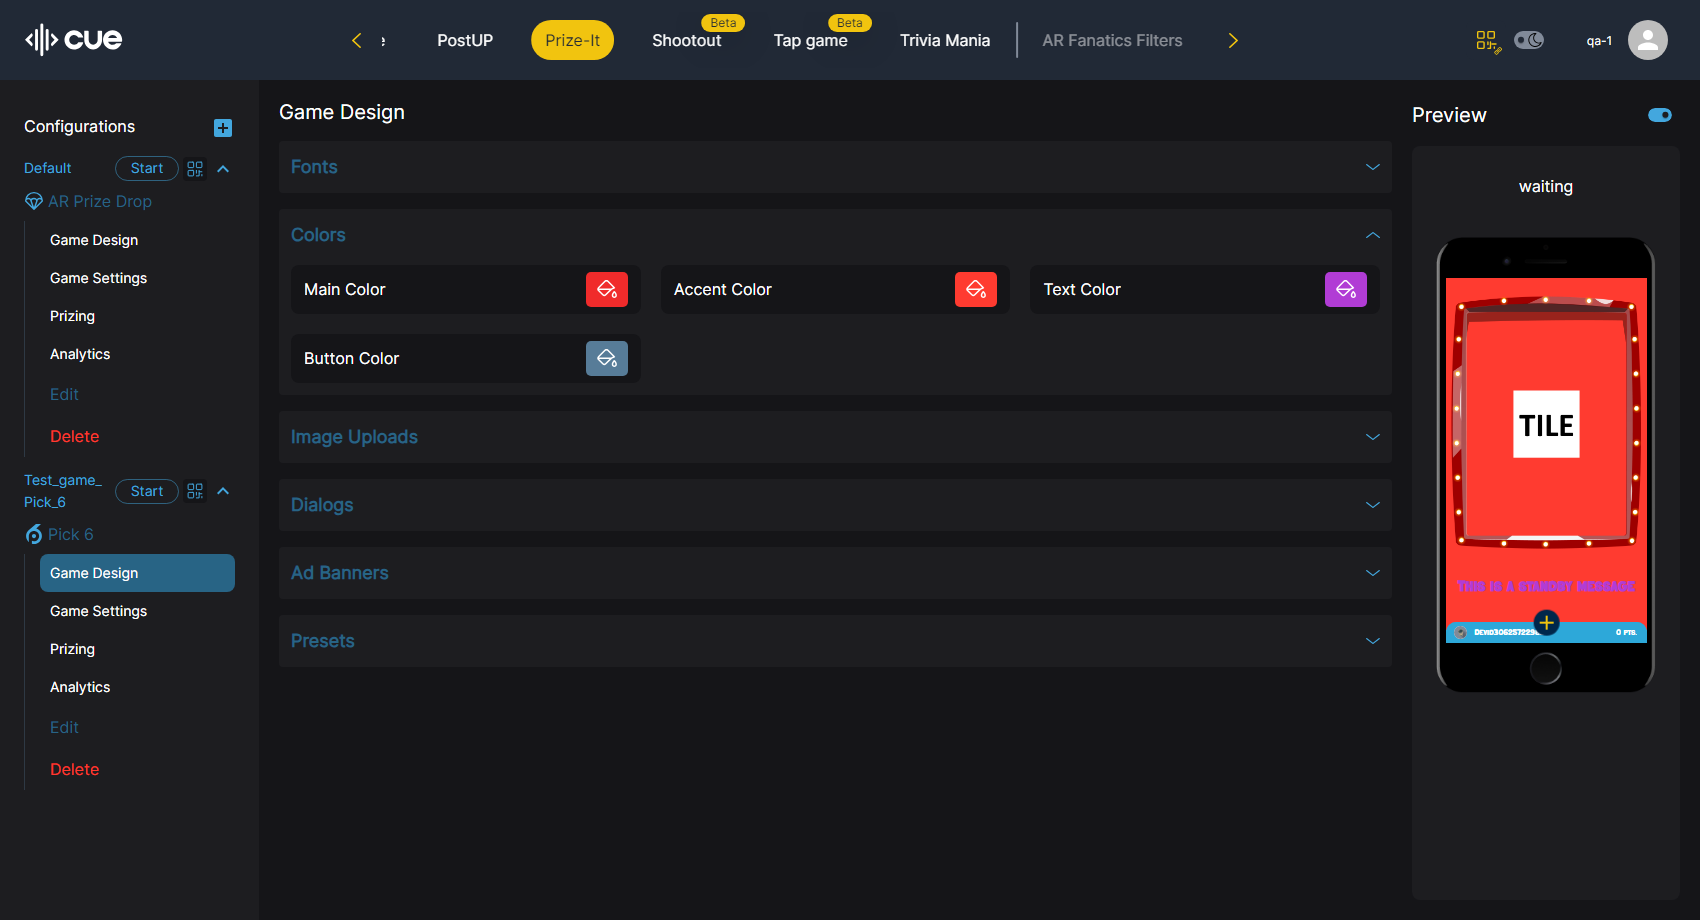 cue
PostUP
Prize-It
Shootout
Beta
Tap game
Beta
Trivia Mania
AR Fanatics Filters
qa-1
Configurations
Default
Start
AR Prize Drop
Game Design
Game Settings
Prizing
Analytics
Edit
Delete
Test_game_
Pick_6
Start
Pick 6
Game Design
Game Settings
Prizing
Analytics
Edit
Delete
Game Design
Fonts
Colors
Main Color
Accent Color
Text Color
Button Color
Image Uploads
Dialogs
Ad Banners
Presets
Preview
waiting
TILE
This is a standby message
0 pts.